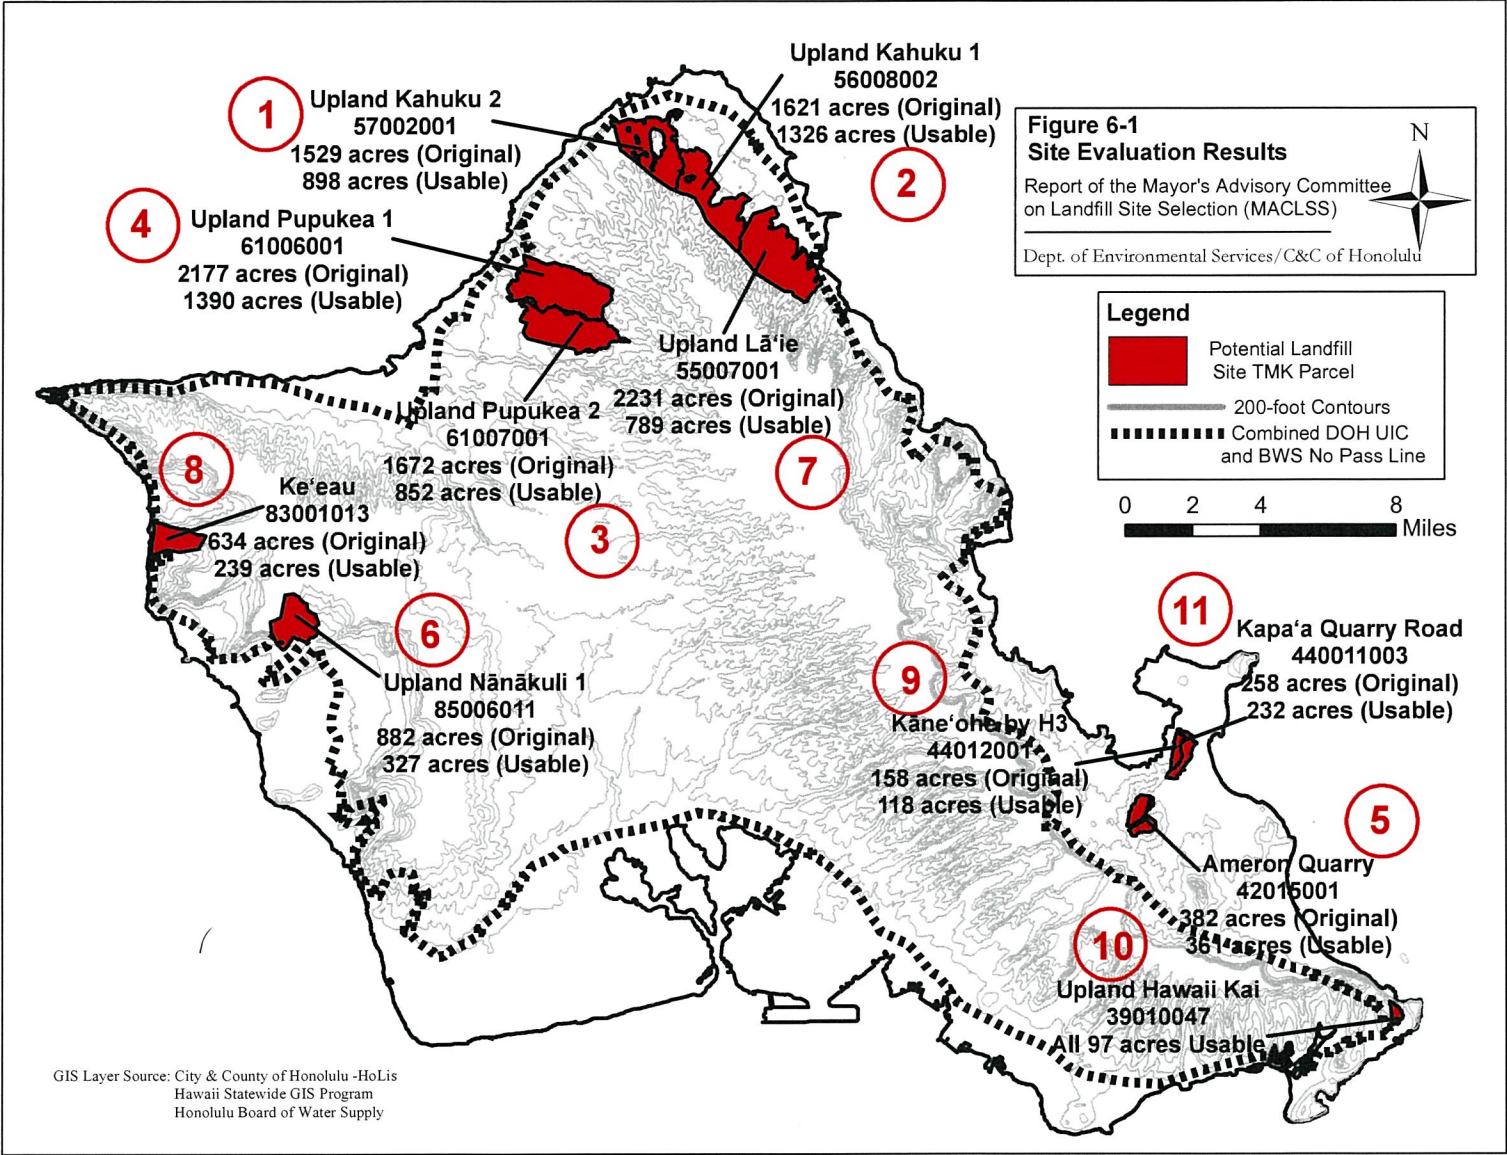 Upland Kahuku 1
56008002
1621 acres (Original)
1326 acres (Usable)
2
1
Upland Kahuku 2
57002001
1529 acres (Original)
898 acres (Usable)
Figure 6-1
Site Evaluation Results
Report of the Mayor's Advisory Committee
on Landfill Site Selection (MACLSS)
Dept. of Environmental Services/C&C of Honolulu
N
4
Upland Pupukea 1
61006001
2177 acres (Original)
1390 acres (Usable)
Legend
Potential Landfill
Site TMK Parcel
200-foot Contours
Combined DOH UIC
and BWS No Pass Line
0 2 4 8 Miles
Upland Lā‘ie
55007001
2231 acres (Original)
789 acres (Usable)
7
Upland Pupukea 2
61007001
1672 acres (Original)
852 acres (Usable)
3
8
Ke‘eau
83001013
634 acres (Original)
239 acres (Usable)
6
Upland Nānākuli 1
85006011
882 acres (Original)
327 acres (Usable)
11
Kapa‘a Quarry Road
440011003
258 acres (Original)
232 acres (Usable)
9
Kāne‘ohe by H3
44012001
158 acres (Original)
118 acres (Usable)
5
Ameron Quarry
42015001
382 acres (Original)
361 acres (Usable)
10
Upland Hawaii Kai
39010047
All 97 acres Usable
GIS Layer Source: City & County of Honolulu -HoLis
Hawaii Statewide GIS Program
Honolulu Board of Water Supply